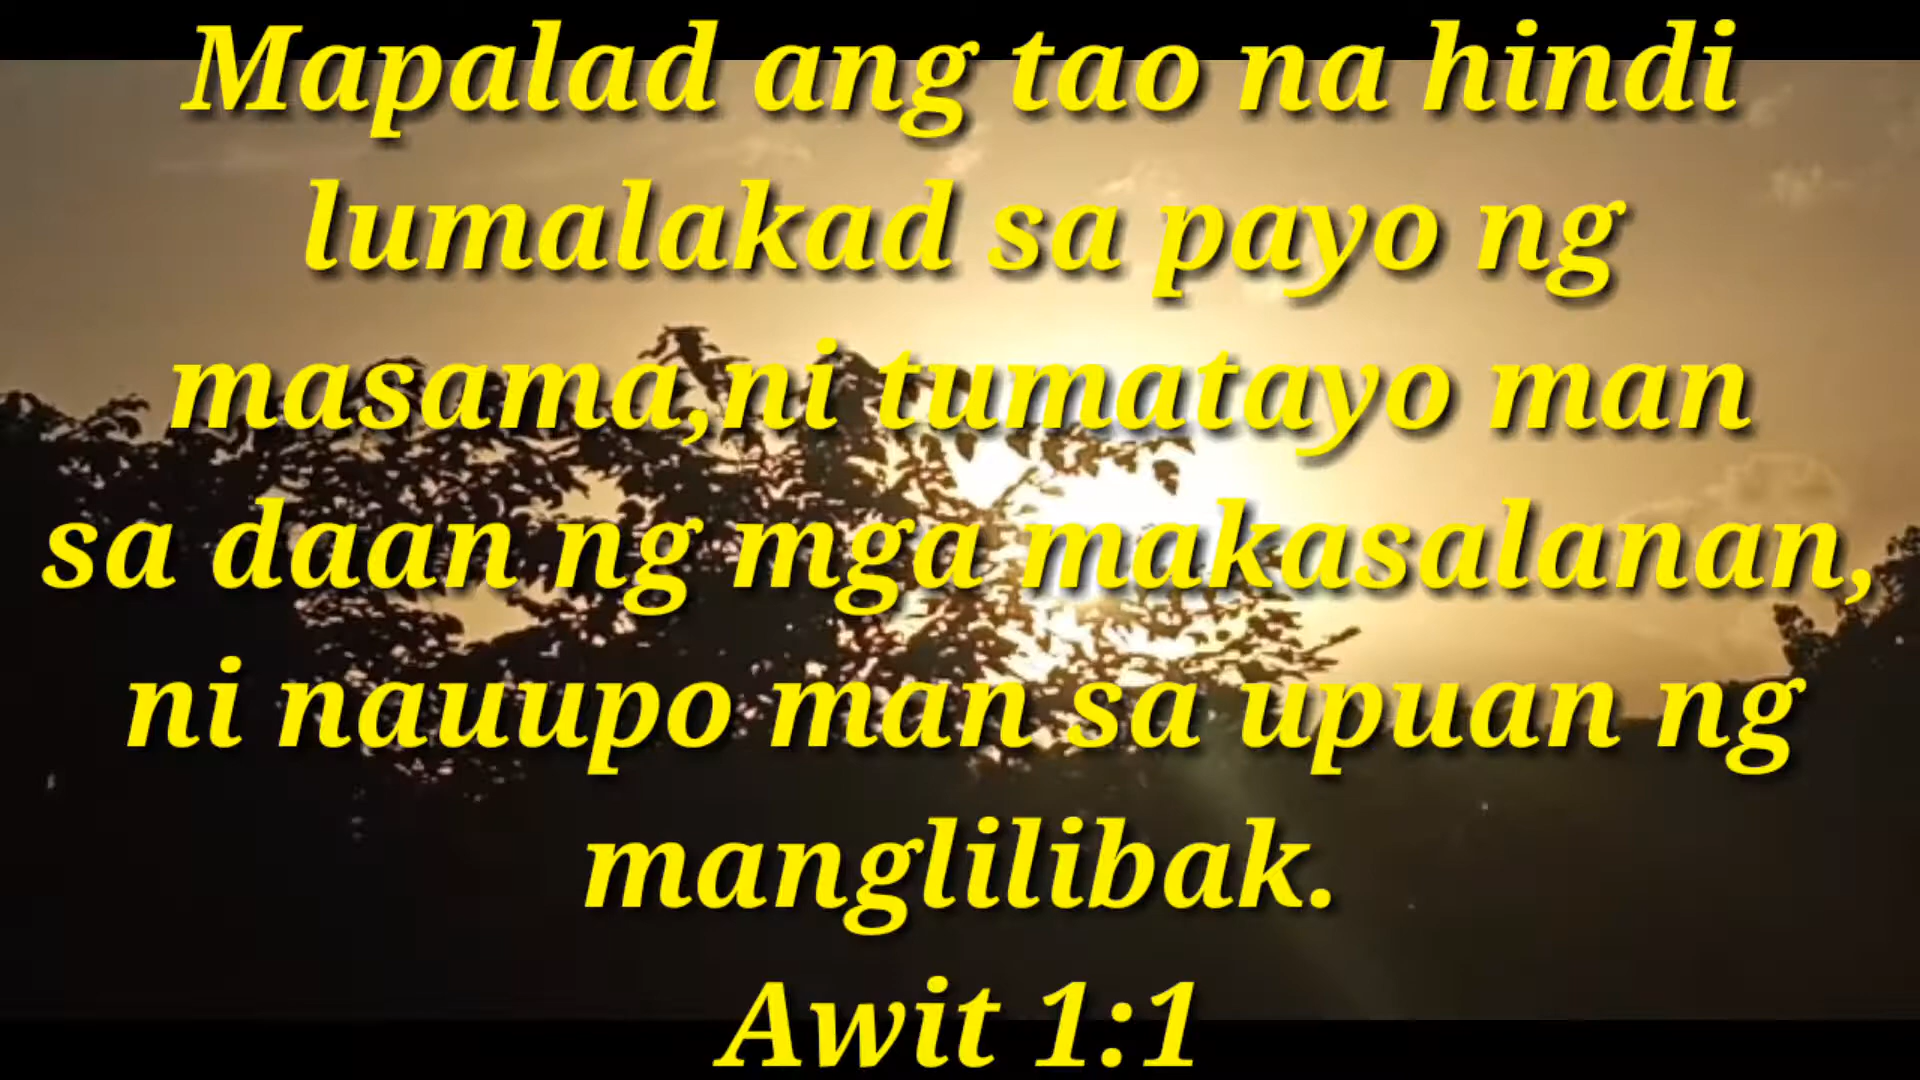 Mapalad ang tao na hindi
lumalakad sa payo ng
masama,ni tumatayo man
sa daan ng mga makasalanan,
ni nauupo man sa upuan ng
manglilibak.
Awit 1:1